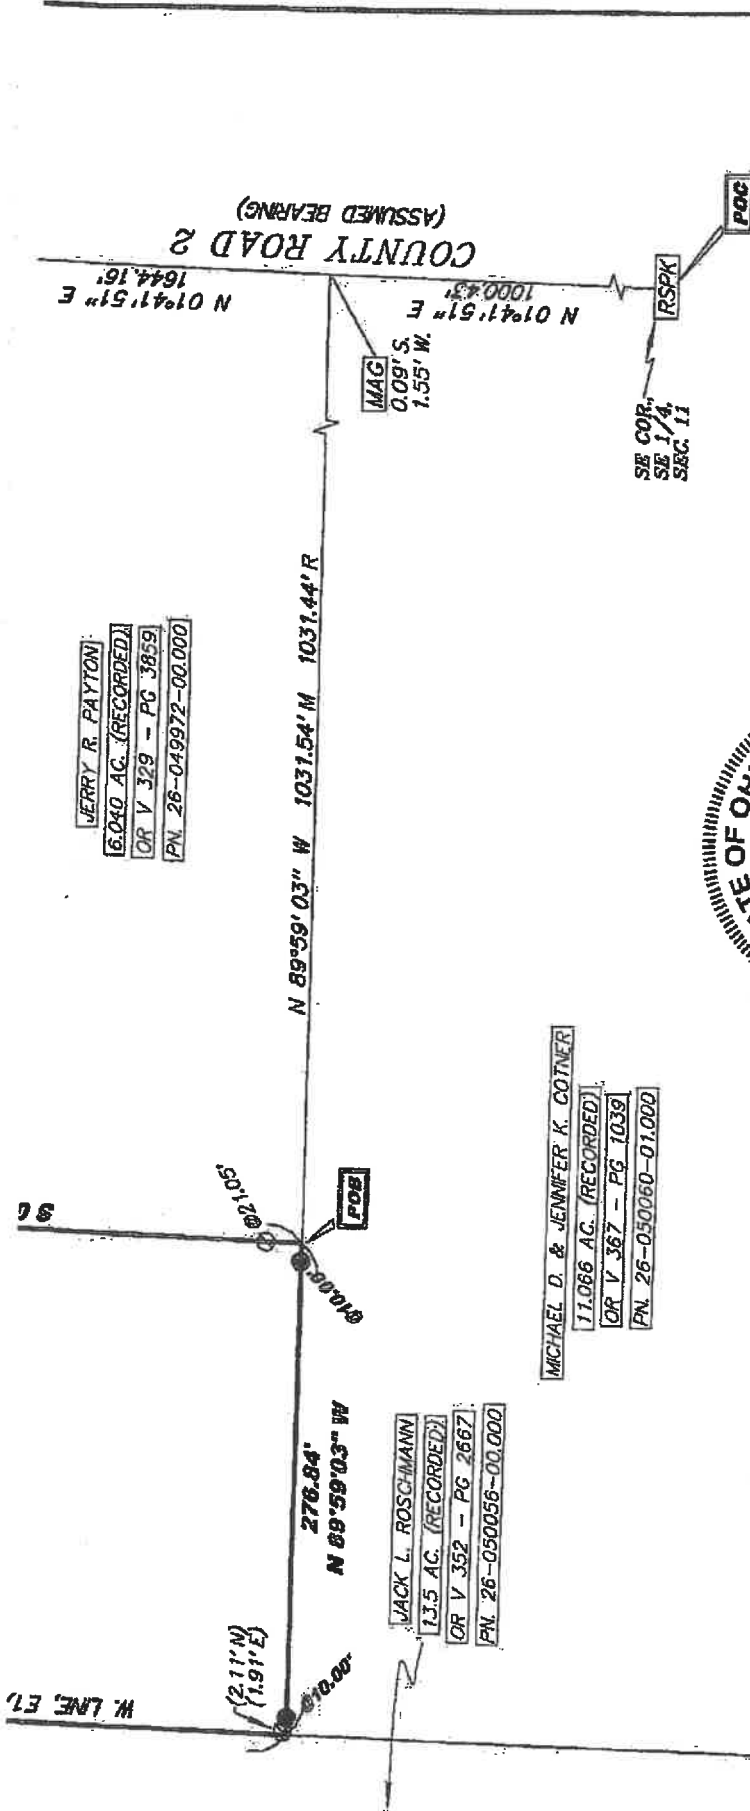 COUNTY ROAD 2
(ASSUMED BEARING)
N 01°41'51" E
1644.16'
N 01°41'51" E
1000.43'
MAG
0.09' S.
1.55' W.
RSPK
POC
SE COR.,
SE 1/4,
SEC. 11
JERRY R. PAYTON
6.040 AC. (RECORDED)
OR V 329 - PG 3859
PN. 26-049972-00.000
N 89°59'03" W 1031.54' M 1031.44' R
@21.05'
POB
@10.06'
276.84'
N 89°59'03" W
(2.11' N)
(1.91' E)
@10.00'
W. LINE, E1,
JACK L. ROSCHMANN
13.5 AC. (RECORDED)
OR V 352 - PG 2667
PN. 26-050056-00.000
MICHAEL D. & JENNIFER K. COTNER
11.066 AC. (RECORDED)
OR V 367 - PG 1039
PN. 26-050060-01.000
OF